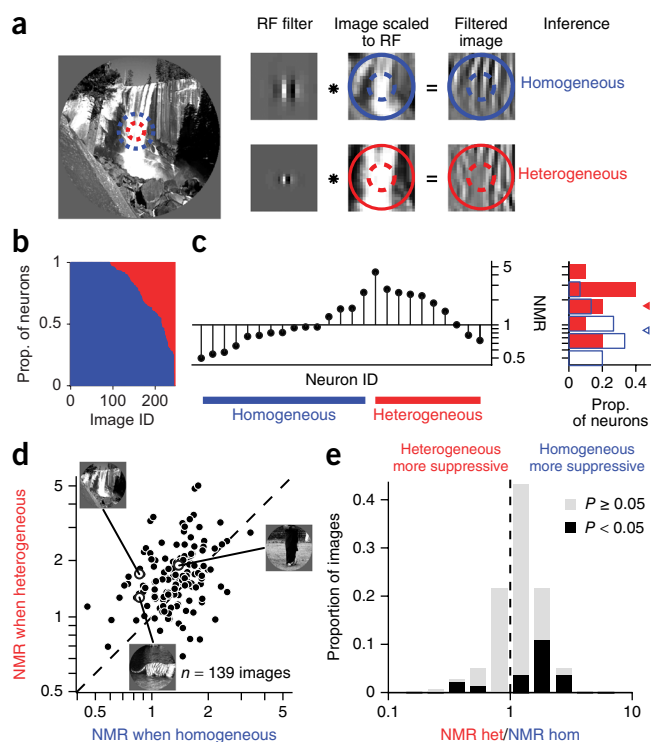 a
RF filter
Image scaled
to RF
Filtered
image
Inference
*
=
Homogeneous
*
=
Heterogeneous
b
Prop. of neurons
1
0.5
0
0
100
200
Image ID
c
5
1
0.5
NMR
Neuron ID
Homogeneous
Heterogeneous
0
0.2
0.4
Prop.
of neurons
d
NMR when heterogeneous
5
2
1
0.5
n = 139 images
0.5
1
2
5
NMR when homogeneous
e
Heterogeneous
more suppressive
Homogeneous
more suppressive
P ≥ 0.05
P < 0.05
Proportion of images
0.4
0.3
0.2
0.1
0
0.1
1
10
NMR het/NMR hom